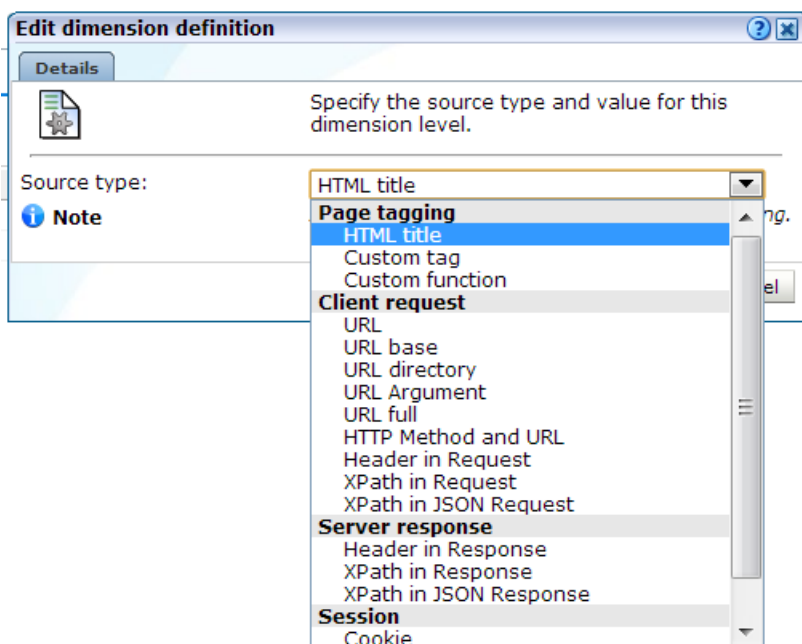 Edit dimension definition
Details
Specify the source type and value for this
dimension level.
Source type:
HTML title
Note
ng.
Page tagging
HTML title
Custom tag
Custom function
el
Client request
URL
URL base
URL directory
URL Argument
URL full
HTTP Method and URL
Header in Request
XPath in Request
XPath in JSON Request
Server response
Header in Response
XPath in Response
XPath in JSON Response
Session
Cookie